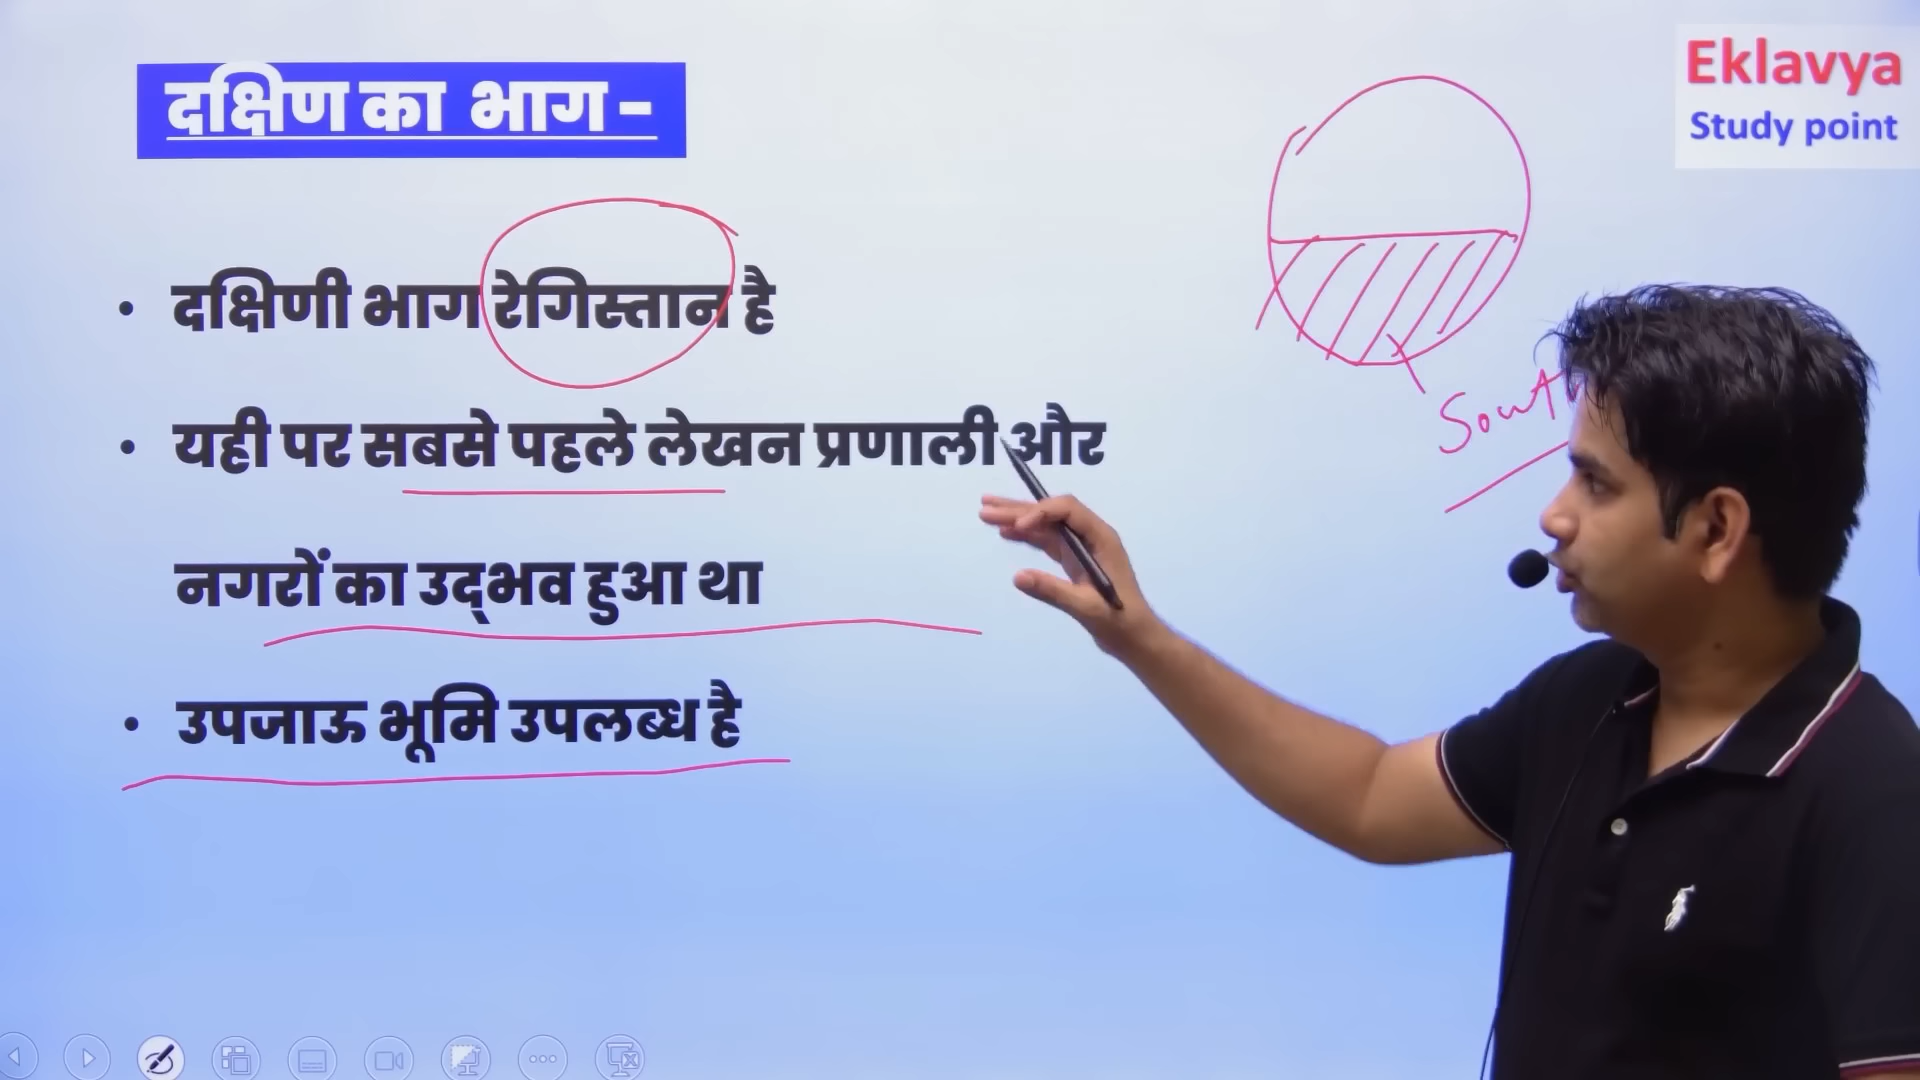 दक्षिण का भाग -
Eklavya
Study point
• दक्षिणी भाग रेगिस्तान है
• यही पर सबसे पहले लेखन प्रणाली और
नगरों का उद्भव हुआ था
• उपजाऊ भूमि उपलब्ध है